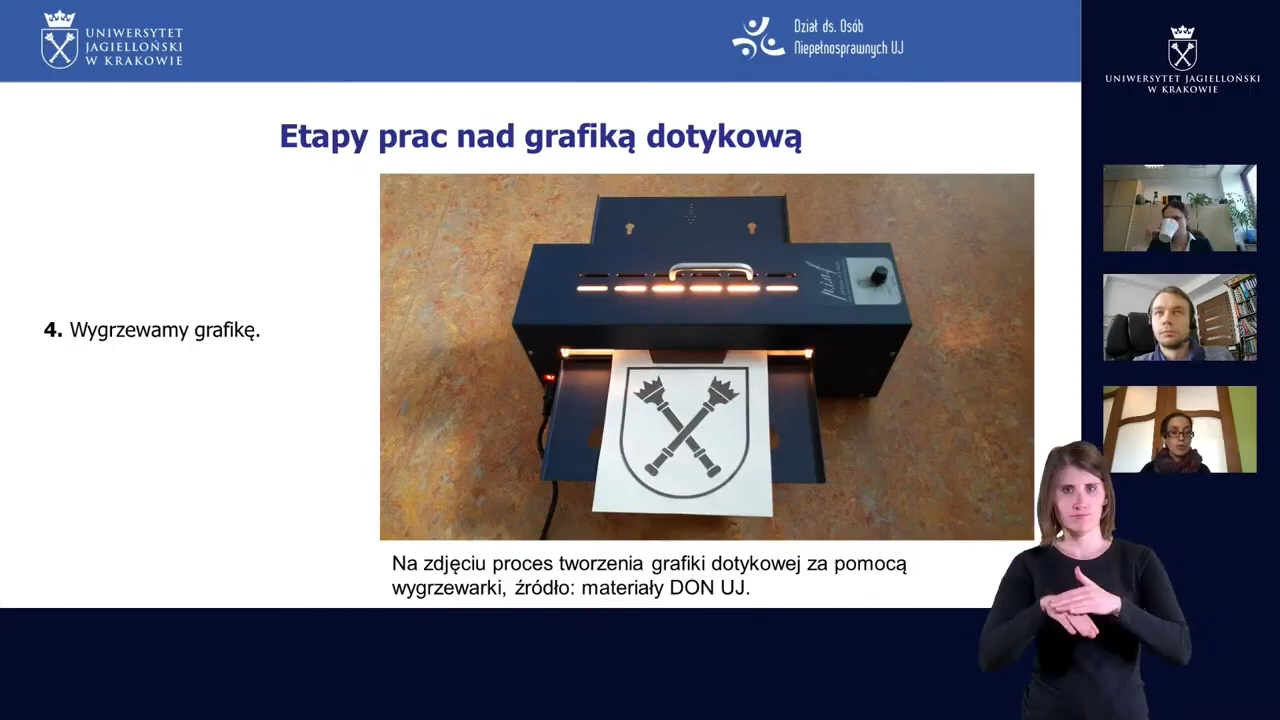 UNIWERSYTET
JAGIELLOŃSKI
W KRAKOWIE
Dział ds. Osób
Niepełnosprawnych UJ
UNIWERSYTET JAGIELLOŃSKI
W KRAKOWIE
Etapy prac nad grafiką dotykową
4. Wygrzewamy grafikę.
piaf
Na zdjęciu proces tworzenia grafiki dotykowej za pomocą
wygrzewarki, źródło: materiały DON UJ.